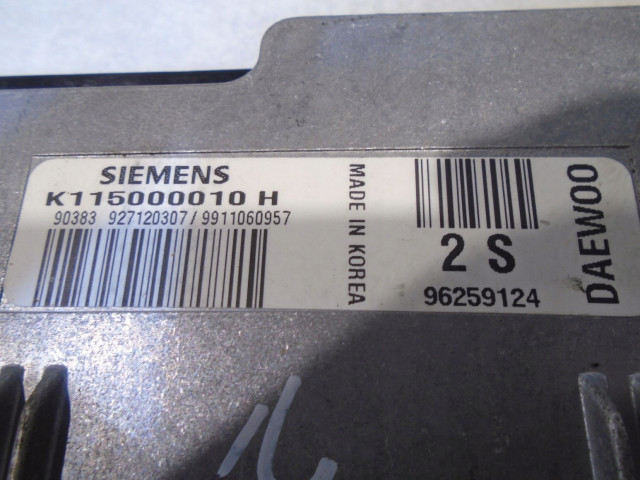 SIEMENS
K115000010 H
90383 927120307 / 9911060957
MADE IN KOREA
2 S
96259124
DAEWOO